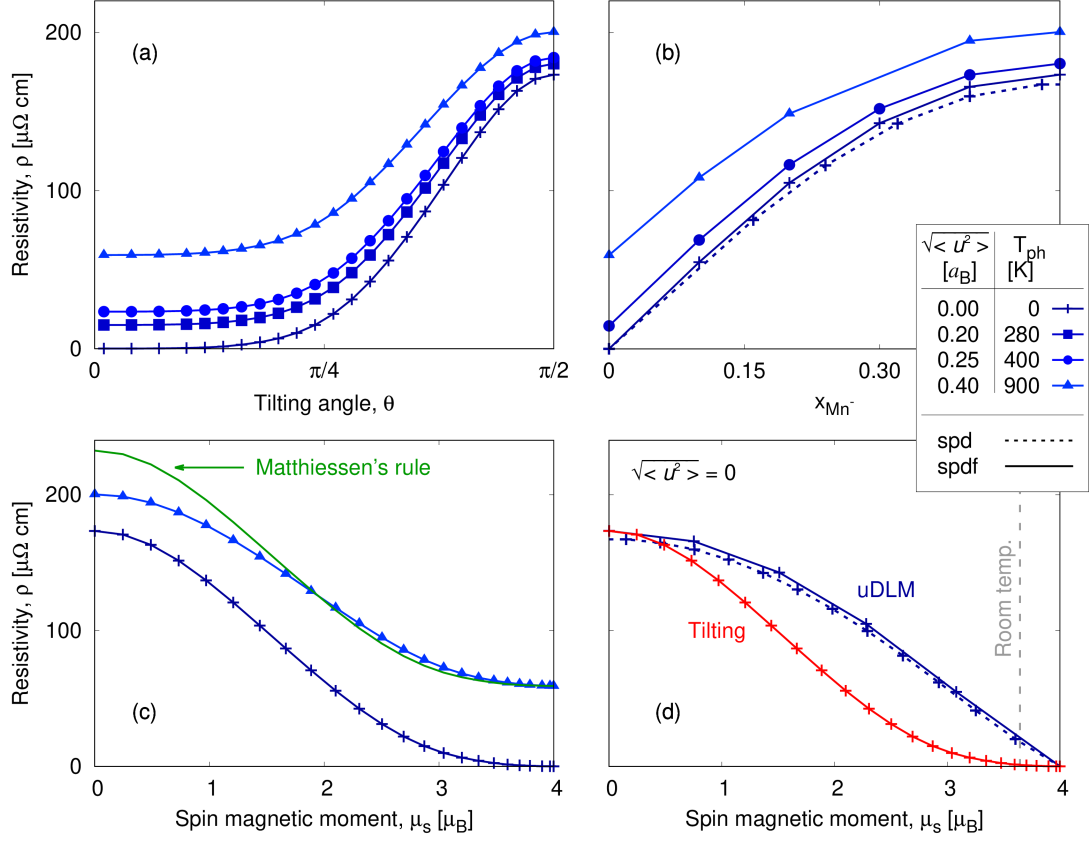 200
100
0
Resistivity, ρ [μΩ cm]
(a)
0
π/4
π/2
Tilting angle, θ
(b)
0
0.15
0.30
x_Mn-
√<u²> T_ph
[a_B] [K]
0.00 0
0.20 280
0.25 400
0.40 900
spd
spdf
200
100
0
Resistivity, ρ [μΩ cm]
Matthiessen's rule
(c)
0 1 2 3 4
Spin magnetic moment, μ_s [μ_B]
√<u²> = 0
uDLM
Tilting
Room temp.
(d)
0 1 2 3 4
Spin magnetic moment, μ_s [μ_B]